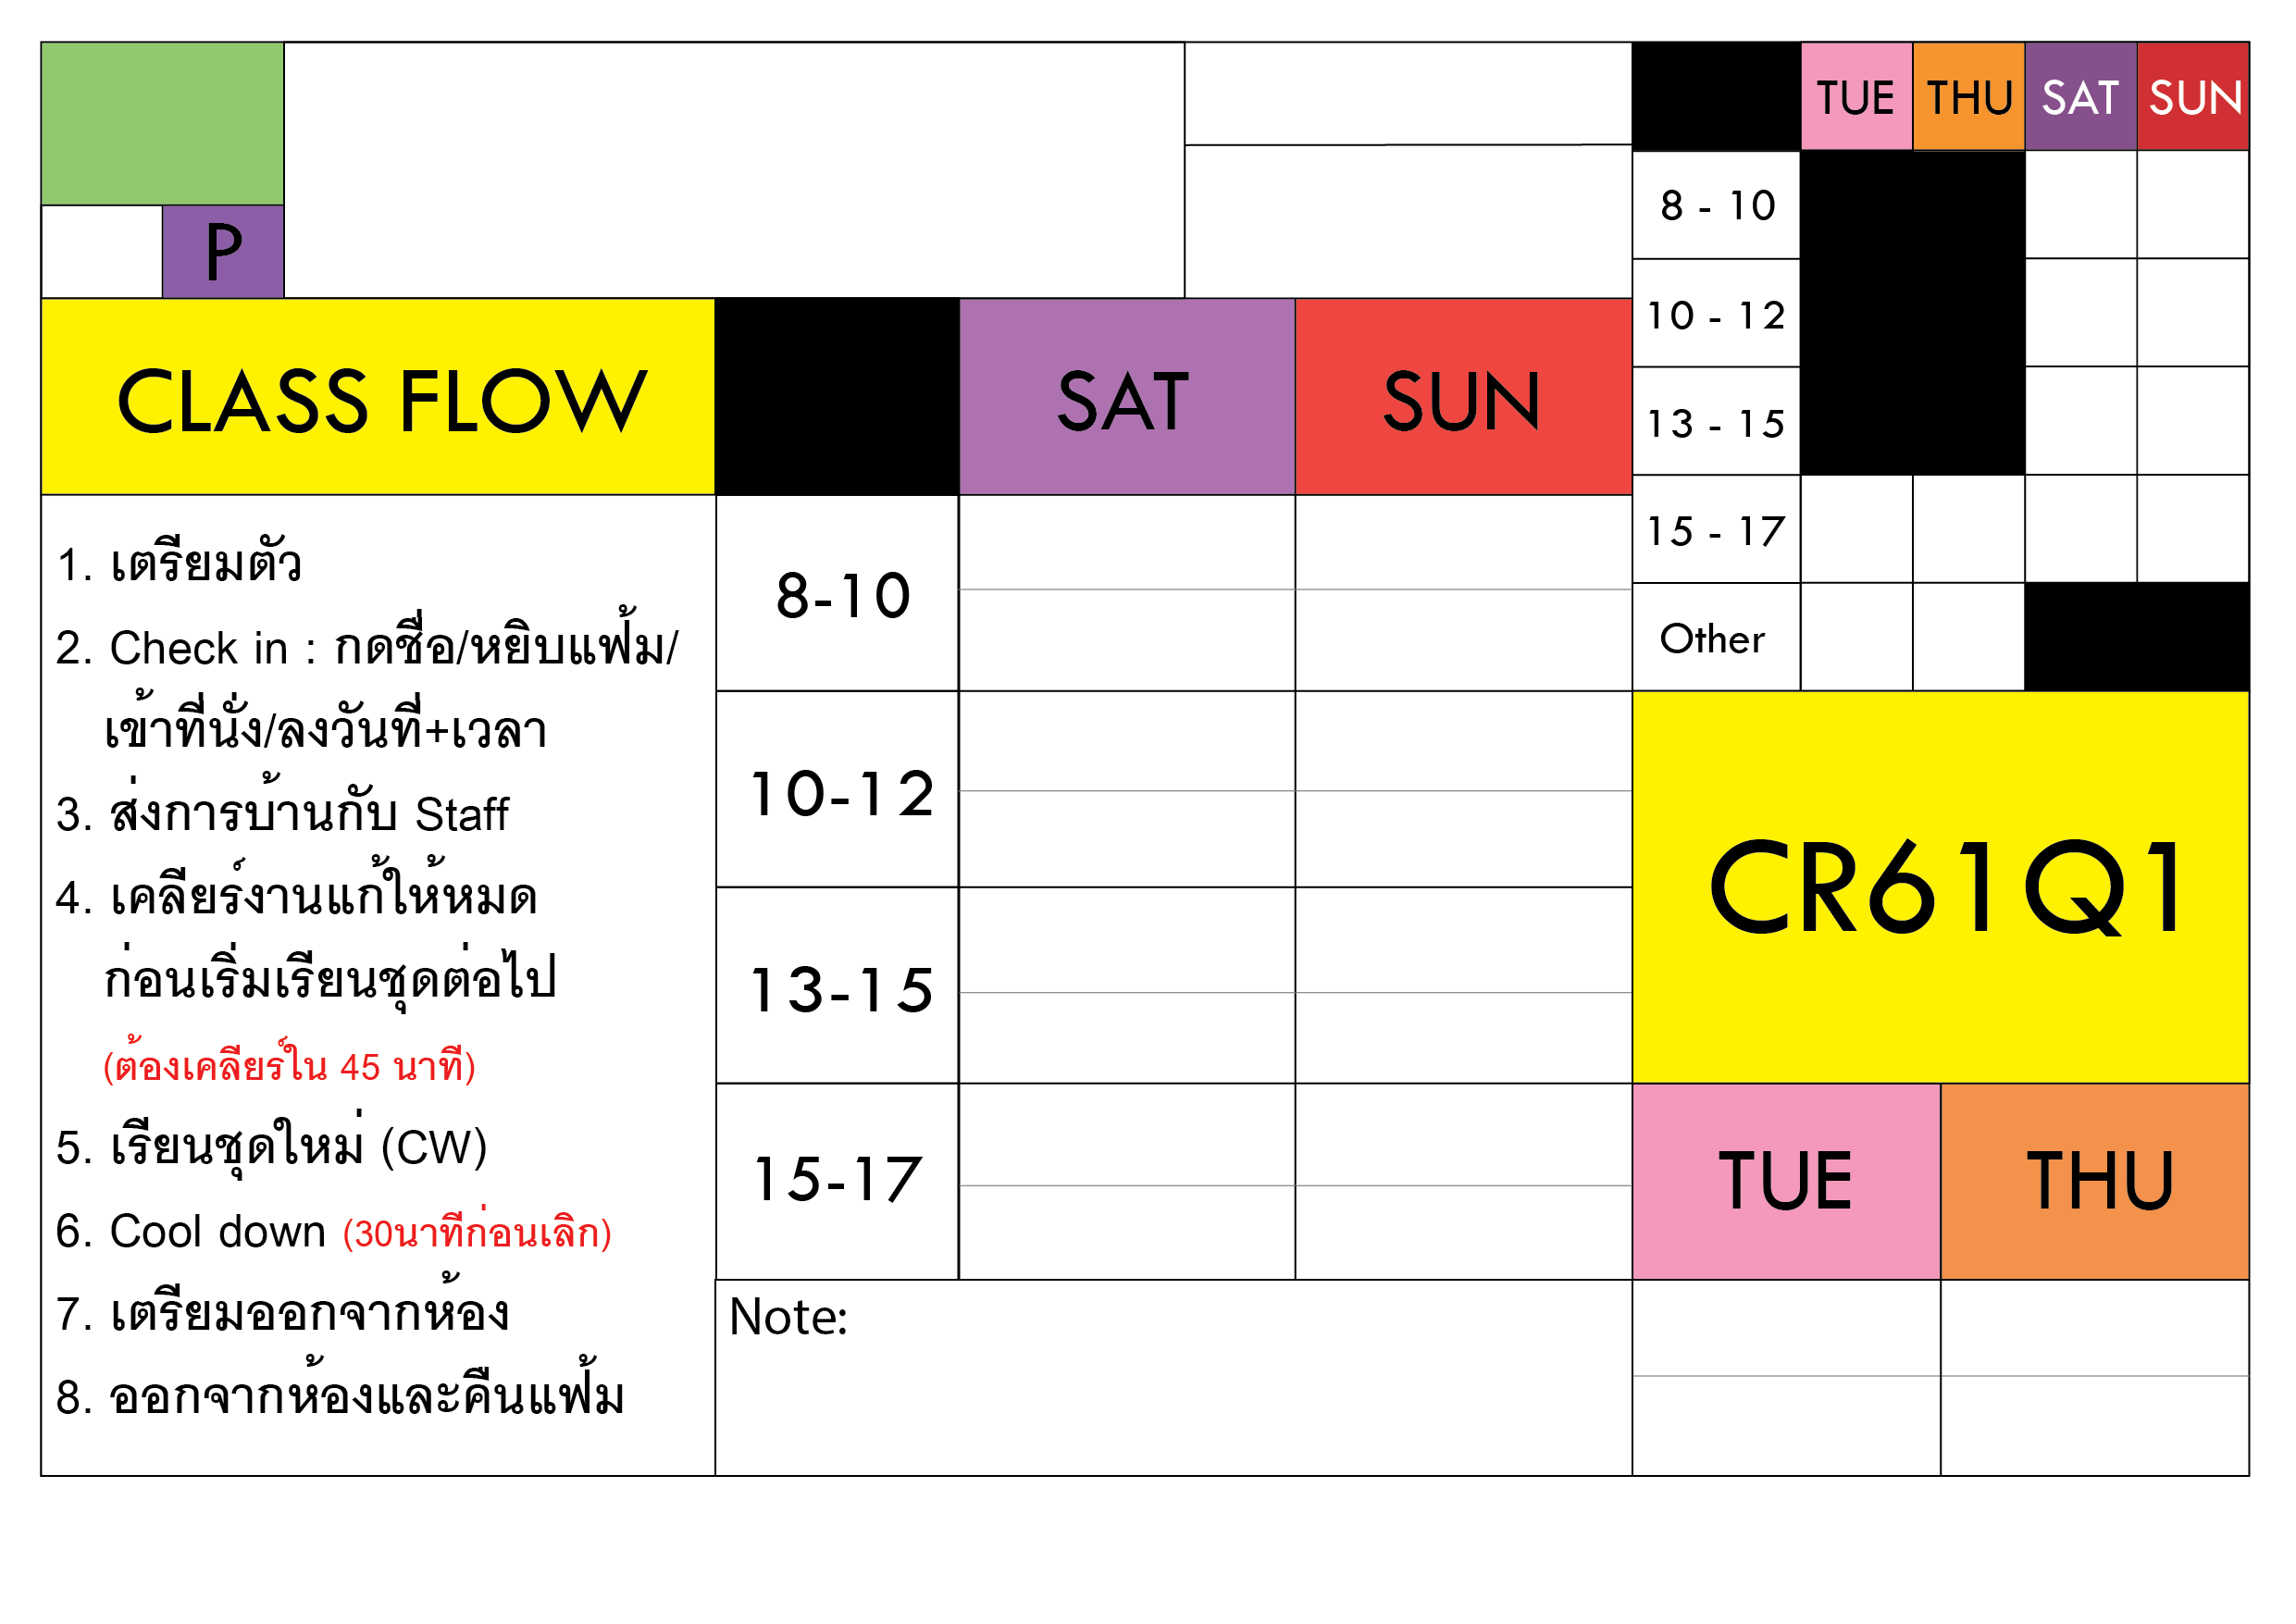 TUE THU SAT SUN
8 - 10
P
10 - 12
CLASS FLOW SAT SUN
13 - 15
15 - 17
Other
1. เตรียมตัว
2. Check in : กดชื่อ/หยิบแฟ้ม/
เข้าที่นั่ง/ลงวันที่+เวลา
3. ส่งการบ้านกับ Staff
4. เคลียร์งานแก้ให้หมด
ก่อนเริ่มเรียนชุดต่อไป
(ต้องเคลียร์ใน 45 นาที)
5. เรียนชุดใหม่ (CW)
6. Cool down (30นาทีก่อนเลิก)
7. เตรียมออกจากห้อง
8. ออกจากห้องและคืนแฟ้ม
8-10
10-12
13-15
15-17
CR61Q1
TUE THU
Note: